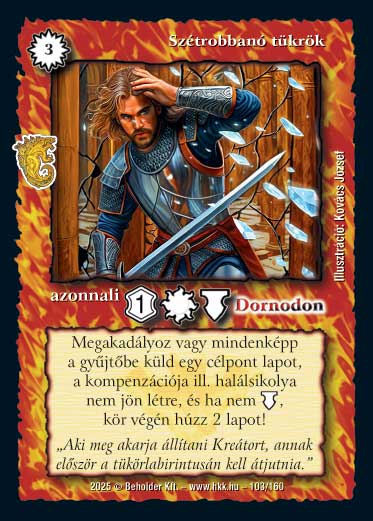 3
Szétrobbanó tükrök
Illusztráció: Kovács József
azonnali 1 Dornodon
Megakadályoz vagy mindenképp
a gyűjtőbe küld egy célpont lapot,
a kompenzációja ill. halálsikolya
nem jön létre, és ha nem ,
kör végén húzz 2 lapot!
„Aki meg akarja állítani Kreátort, annak
először a tükörlabirintusán kell átjutnia.”
2025 © Beholder Kft. – www.hkk.hu – 103/160